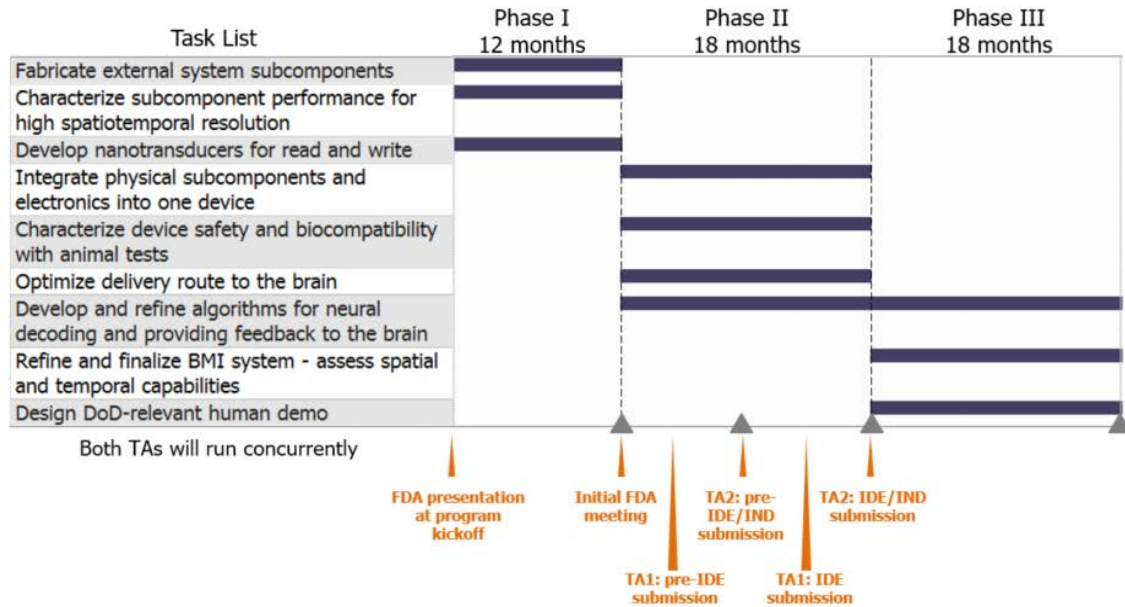 Task List
Phase I
12 months
Phase II
18 months
Phase III
18 months
Fabricate external system subcomponents
Characterize subcomponent performance for
high spatiotemporal resolution
Develop nanotransducers for read and write
Integrate physical subcomponents and
electronics into one device
Characterize device safety and biocompatibility
with animal tests
Optimize delivery route to the brain
Develop and refine algorithms for neural
decoding and providing feedback to the brain
Refine and finalize BMI system - assess spatial
and temporal capabilities
Design DoD-relevant human demo
Both TAs will run concurrently
FDA presentation
at program
kickoff
Initial FDA
meeting
TA2: pre-
IDE/IND
submission
TA2: IDE/IND
submission
TA1: pre-IDE
submission
TA1: IDE
submission